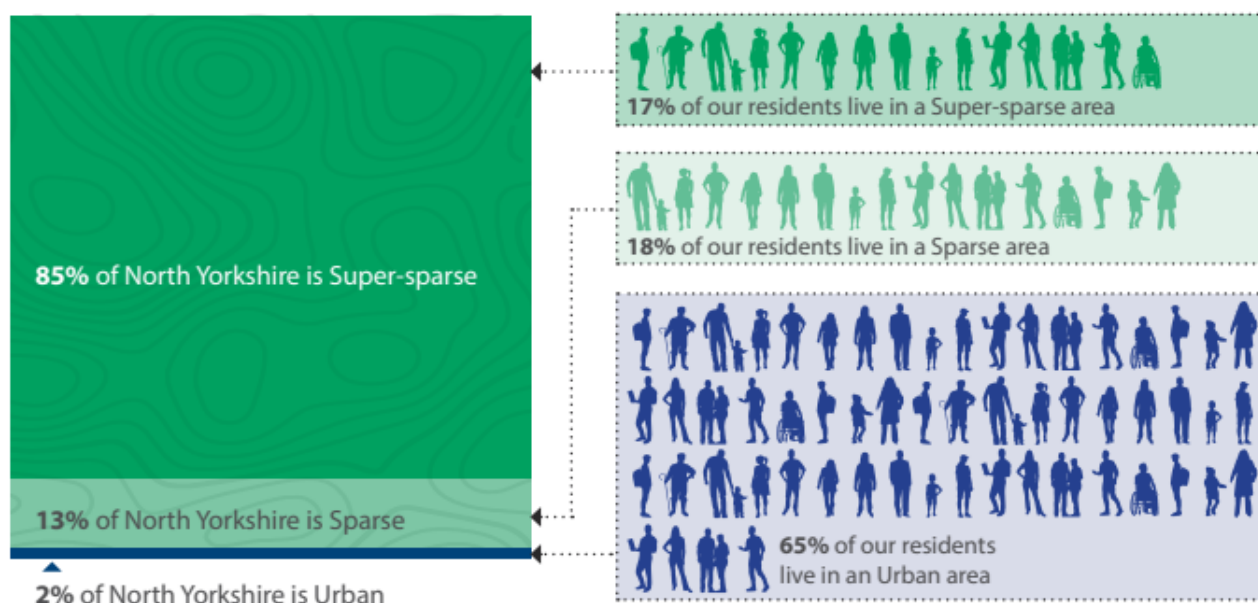 85% of North Yorkshire is Super-sparse
13% of North Yorkshire is Sparse
2% of North Yorkshire is Urban
17% of our residents live in a Super-sparse area
18% of our residents live in a Sparse area
65% of our residents
live in an Urban area